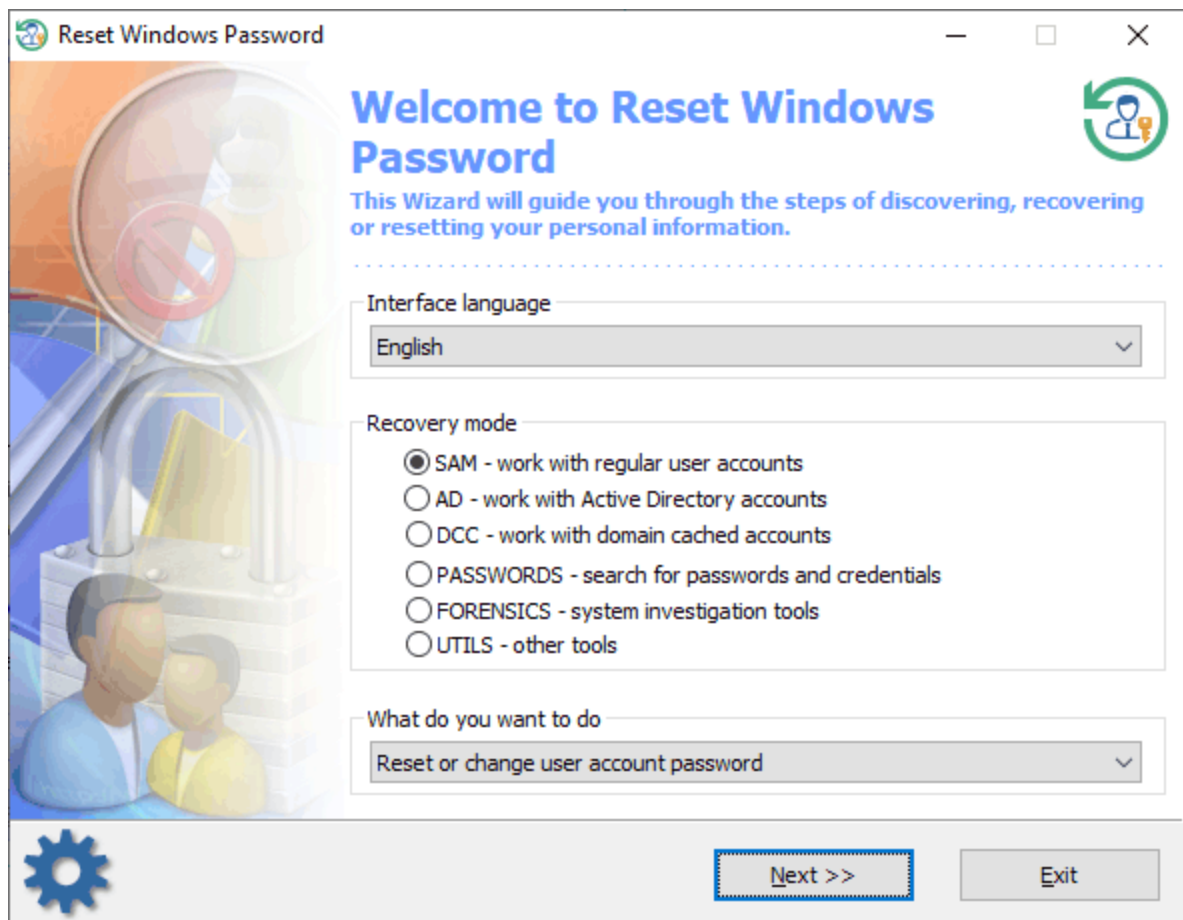 Reset Windows Password
Welcome to Reset Windows
Password
This Wizard will guide you through the steps of discovering, recovering
or resetting your personal information.
Interface language
English
Recovery mode
SAM - work with regular user accounts
AD - work with Active Directory accounts
DCC - work with domain cached accounts
PASSWORDS - search for passwords and credentials
FORENSICS - system investigation tools
UTILS - other tools
What do you want to do
Reset or change user account password
Next >>
Exit